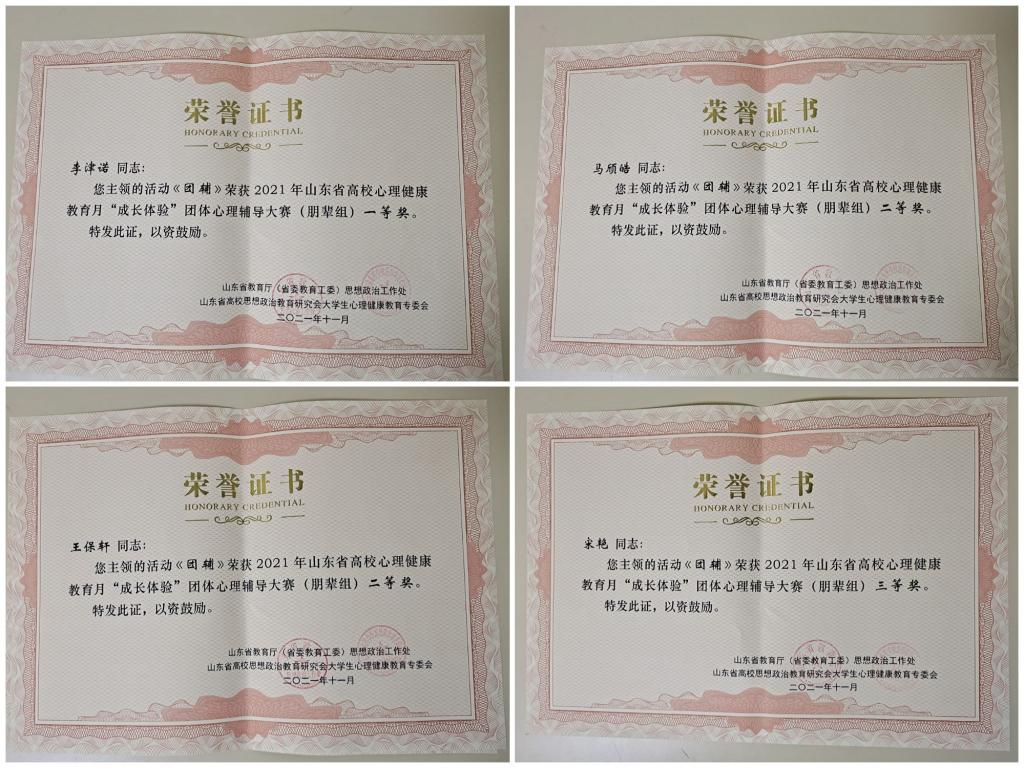 荣誉证书
HONORARY CREDENTIAL
李津诺 同志：
您主领的活动《团辅》荣获 2021 年山东省高校心理健康
教育月“成长体验”团体心理辅导大赛（朋辈组）一等奖。
特发此证，以资鼓励。
山东省教育厅（省委教育工委）思想政治工作处
山东省高校思想政治教育研究会大学生心理健康教育专委会
二〇二一年十一月
荣誉证书
HONORARY CREDENTIAL
马硕皓 同志：
您主领的活动《团辅》荣获 2021 年山东省高校心理健康
教育月“成长体验”团体心理辅导大赛（朋辈组）二等奖。
特发此证，以资鼓励。
山东省教育厅（省委教育工委）思想政治工作处
山东省高校思想政治教育研究会大学生心理健康教育专委会
二〇二一年十一月
荣誉证书
HONORARY CREDENTIAL
王保轩 同志：
您主领的活动《团辅》荣获 2021 年山东省高校心理健康
教育月“成长体验”团体心理辅导大赛（朋辈组）二等奖。
特发此证，以资鼓励。
山东省教育厅（省委教育工委）思想政治工作处
山东省高校思想政治教育研究会大学生心理健康教育专委会
二〇二一年十一月
荣誉证书
HONORARY CREDENTIAL
宋艳 同志：
您主领的活动《团辅》荣获 2021 年山东省高校心理健康
教育月“成长体验”团体心理辅导大赛（朋辈组）三等奖。
特发此证，以资鼓励。
山东省教育厅（省委教育工委）思想政治工作处
山东省高校思想政治教育研究会大学生心理健康教育专委会
二〇二一年十一月